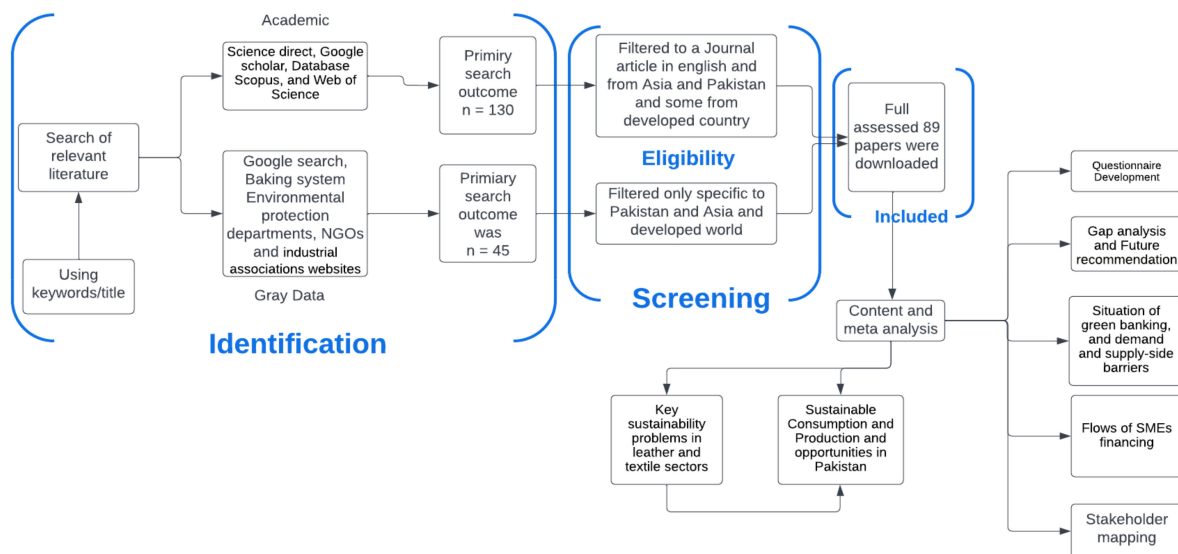 Academic
Science direct, Google
scholar, Database
Scopus, and Web of
Science
Primiry
search
outcome
n = 130
Search of
relevant
literature
Using
keywords/title
Google search,
Baking system
Environmental
protection
departments, NGOs
and industrial
associations websites
Gray Data
Primiary
search
outcome
was
n = 45
Identification
Filtered to a Journal
article in english and
from Asia and Pakistan
and some from
developed country
Eligibility
Filtered only specific to
Pakistan and Asia and
developed world
Screening
Full
assessed 89
papers were
downloaded
Included
Content and
meta analysis
Key
sustainability
problems in
leather and
textile sectors
Sustainable
Consumption and
Production and
opportunities in
Pakistan
Questionnaire
Development
Gap analysis
and Future
recommendation
Situation of
green banking,
and demand
and supply-side
barriers
Flows of SMEs
financing
Stakeholder
mapping